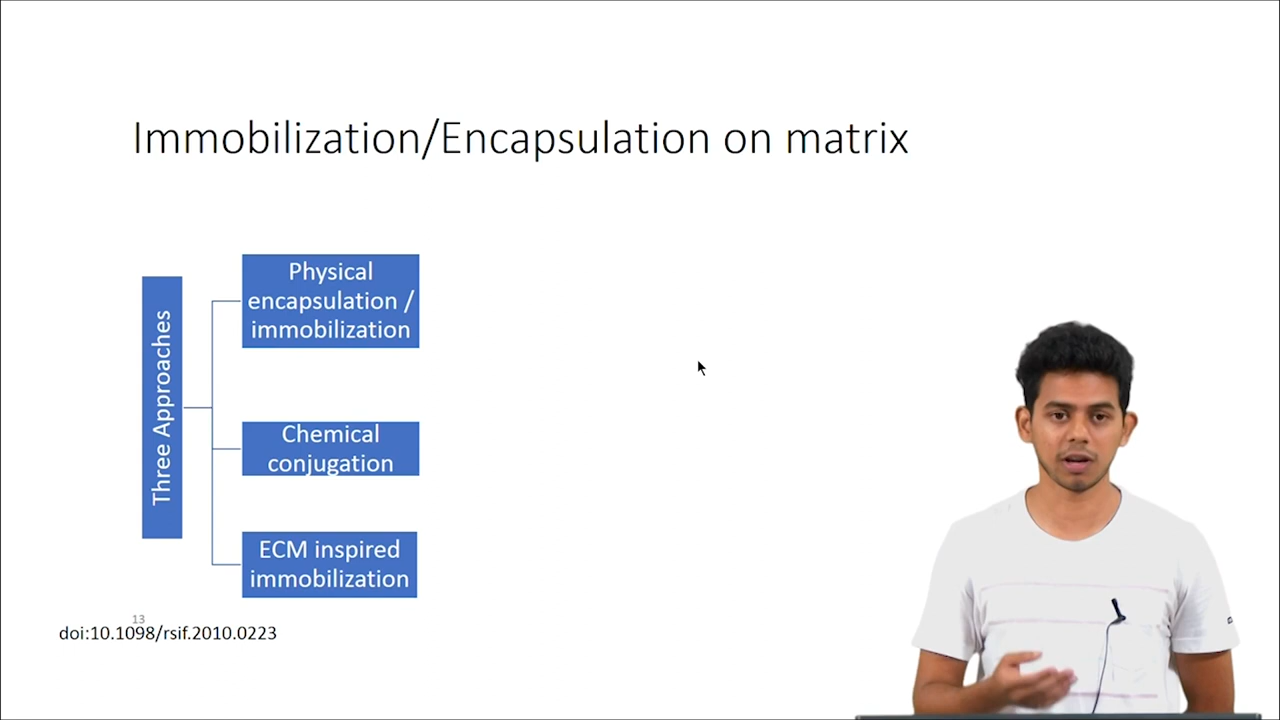 Immobilization/Encapsulation on matrix
Three Approaches
Physical
encapsulation /
immobilization
Chemical
conjugation
ECM inspired
immobilization
13
doi:10.1098/rsif.2010.0223